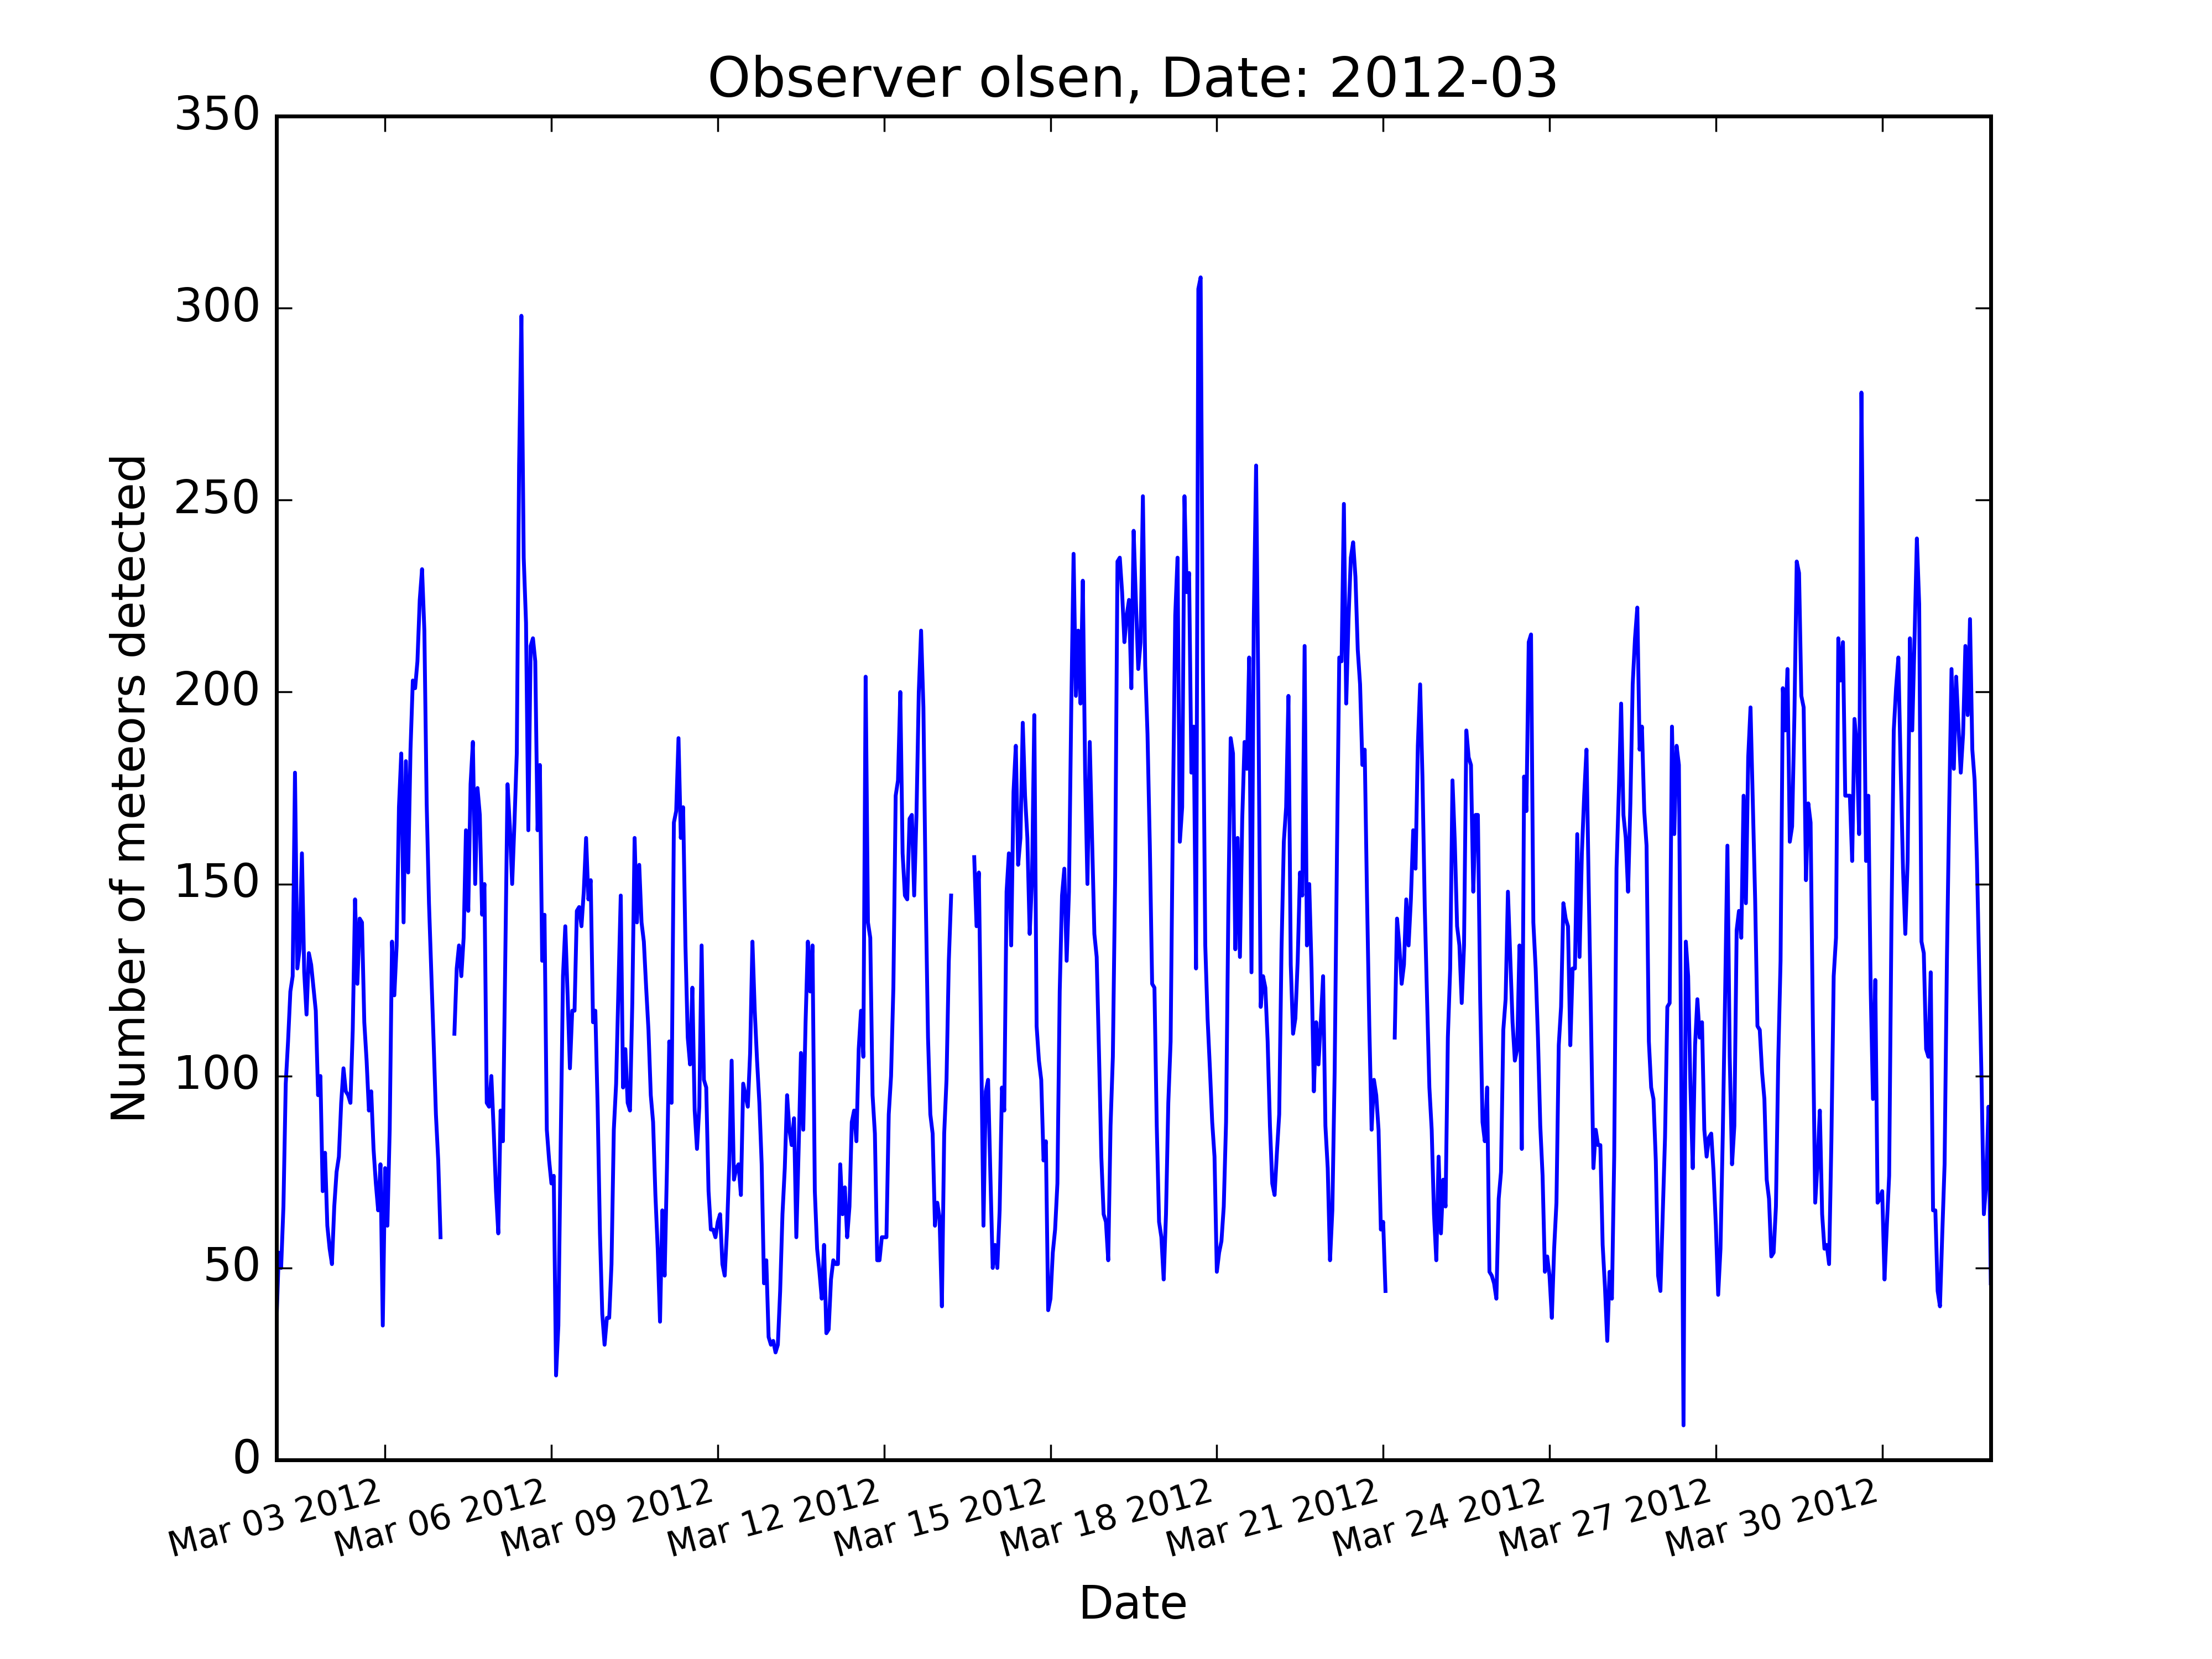 Observer olsen, Date: 2012-03
350
300
250
200
150
100
50
0
Number of meteors detected
Mar 03 2012
Mar 06 2012
Mar 09 2012
Mar 12 2012
Mar 15 2012
Mar 18 2012
Mar 21 2012
Mar 24 2012
Mar 27 2012
Mar 30 2012
Date